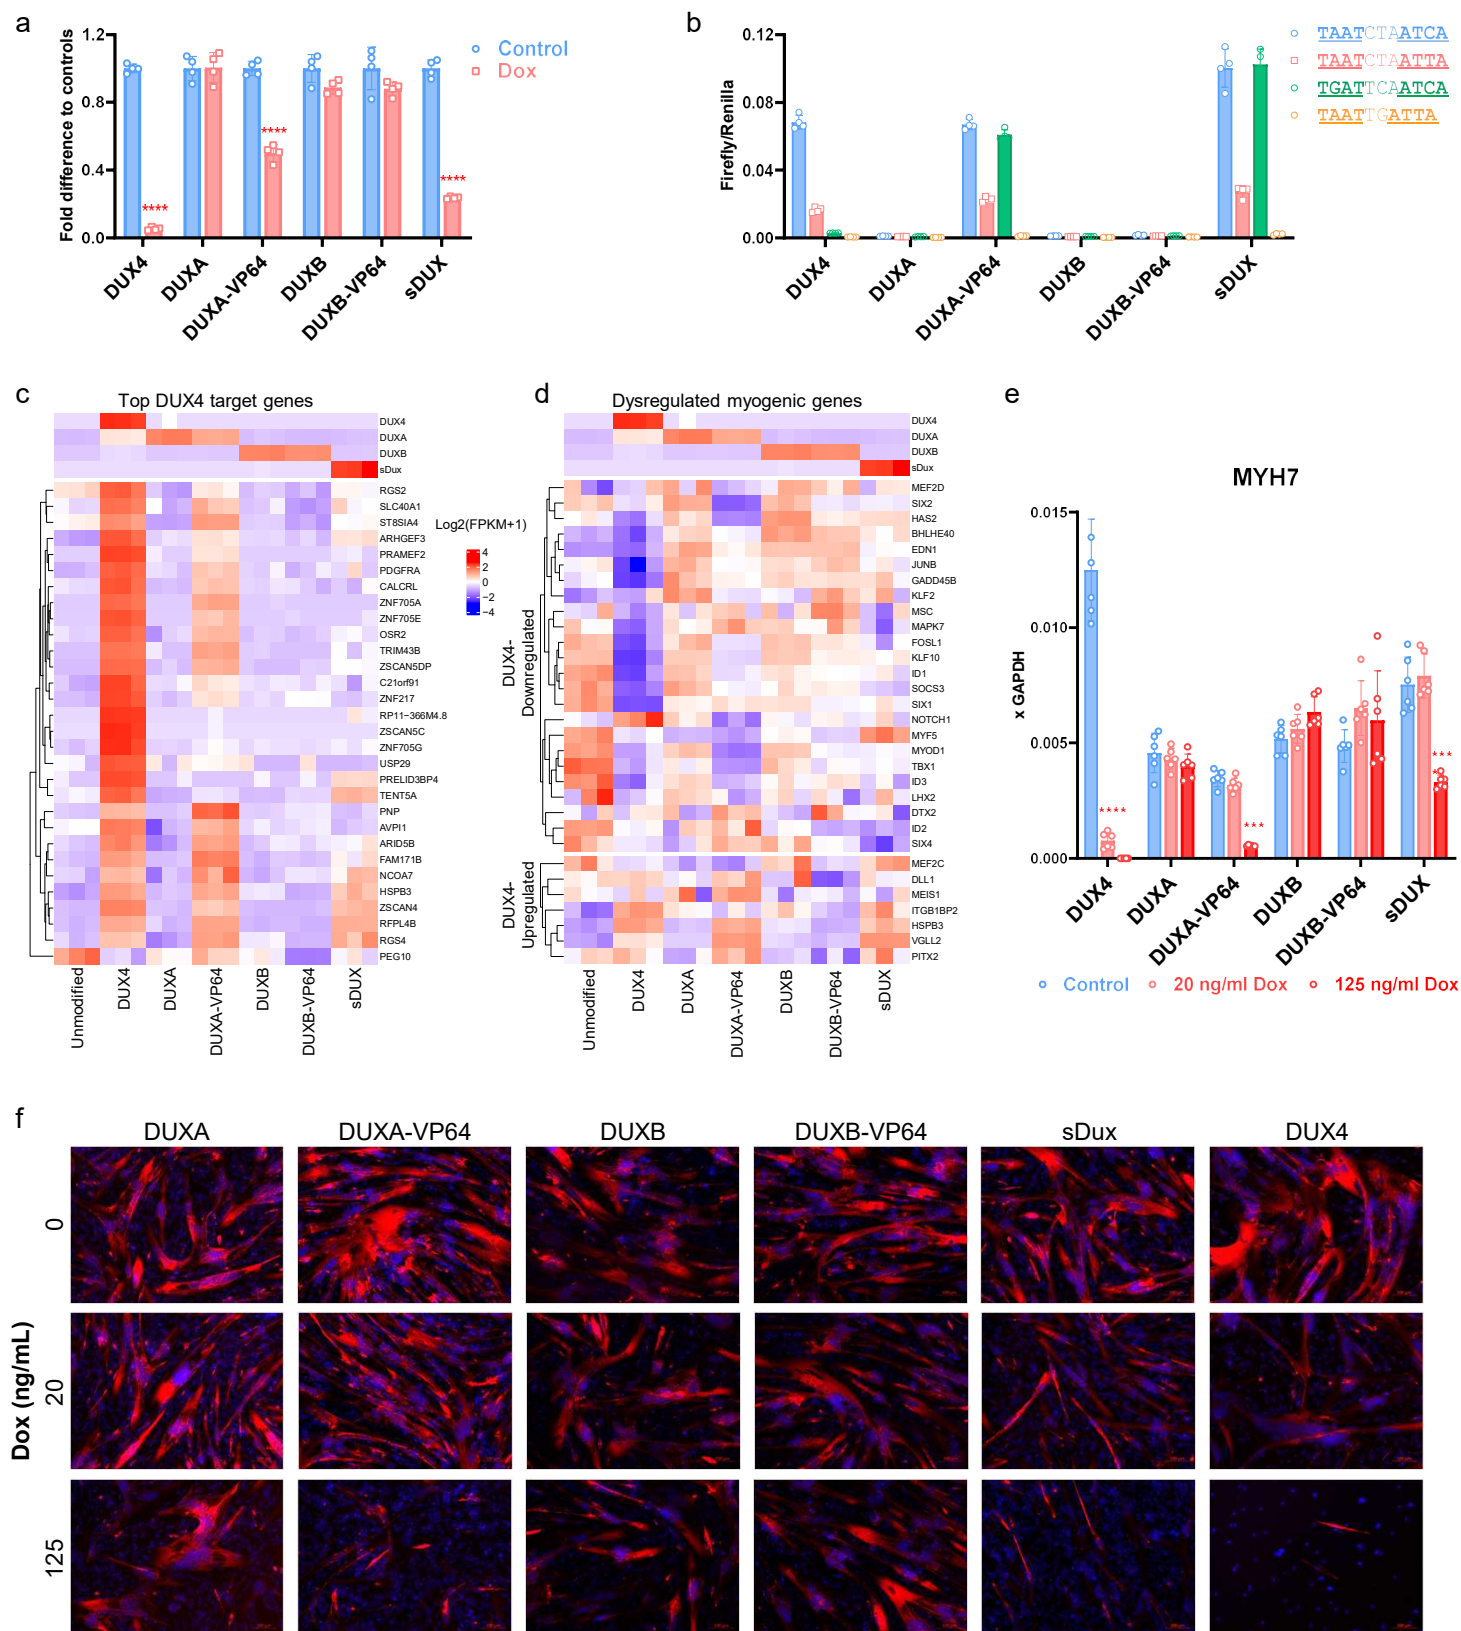 a
1.2
0.8
0.4
0.0
Fold difference to controls
Control
Dox
****
****
****
DUX4
DUXA
DUXA-VP64
DUXB
DUXB-VP64
sDUX
b
0.12
0.08
0.04
0.00
Firefly/Renilla
TAATCTAATCA
TAATCTAATTA
TGATTCAATCA
TAATTGATTA
DUX4
DUXA
DUXA-VP64
DUXB
DUXB-VP64
sDUX
c
Top DUX4 target genes
DUX4
DUXA
DUXB
sDux
RGS2
SLC40A1
ST8SIA4
ARHGEF3
PRAMEF2
PDGFRA
CALCRL
ZNF705A
ZNF705E
OSR2
TRIM43B
ZSCAN5DP
C21orf91
ZNF217
RP11−366M4.8
ZSCAN5C
ZNF705G
USP29
PRELID3BP4
TENT5A
PNP
AVPI1
ARID5B
FAM171B
NCOA7
HSPB3
ZSCAN4
RFPL4B
RGS4
PEG10
Unmodified
DUX4
DUXA
DUXA-VP64
DUXB
DUXB-VP64
sDUX
Log2(FPKM+1)
4
2
0
−2
−4
d
Dysregulated myogenic genes
DUX4
DUXA
DUXB
sDux
DUX4-
Downregulated
MEF2D
SIX2
HAS2
BHLHE40
EDN1
JUNB
GADD45B
KLF2
MSC
MAPK7
FOSL1
KLF10
ID1
SOCS3
SIX1
NOTCH1
MYF5
MYOD1
TBX1
ID3
LHX2
DTX2
ID2
SIX4
DUX4-
Upregulated
MEF2C
DLL1
MEIS1
ITGB1BP2
HSPB3
VGLL2
PITX2
Unmodified
DUX4
DUXA
DUXA-VP64
DUXB
DUXB-VP64
sDUX
e
MYH7
0.015
0.010
0.005
0.000
x GAPDH
****
***
***
DUX4
DUXA
DUXA-VP64
DUXB
DUXB-VP64
sDUX
Control
20 ng/ml Dox
125 ng/ml Dox
f
DUXA
DUXA-VP64
DUXB
DUXB-VP64
sDux
DUX4
Dox (ng/mL)
0
20
125